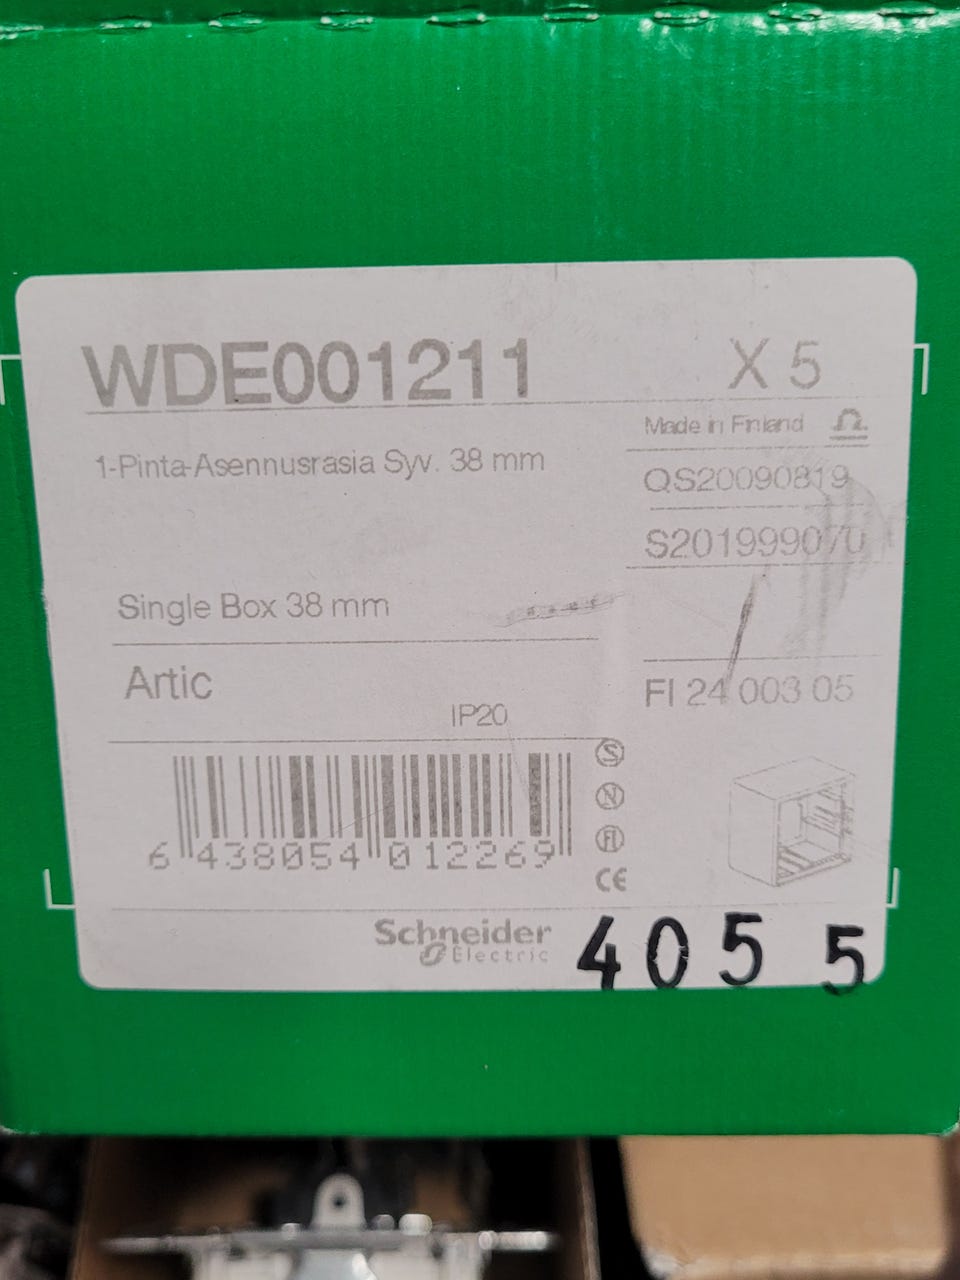 WDE001211 X 5
Made in Finland
1-Pinta-Asennusrasia Syv. 38 mm
QS20090819
S201999070
Single Box 38 mm
Artic
FI 24 003 05
IP20
S
N
FI
CE
6 438054 012269
Schneider
Electric
405 5